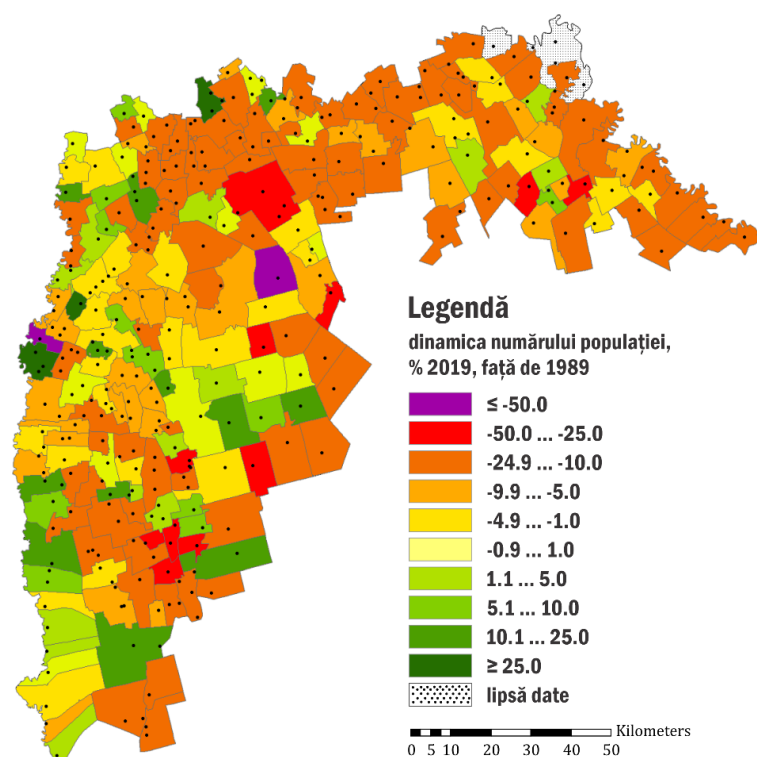 Legendă
dinamica numărului populației,
% 2019, față de 1989
≤ -50.0
-50.0 ... -25.0
-24.9 ... -10.0
-9.9 ... -5.0
-4.9 ... -1.0
-0.9 ... 1.0
1.1 ... 5.0
5.1 ... 10.0
10.1 ... 25.0
≥ 25.0
lipsă date
Kilometers
0 5 10 20 30 40 50